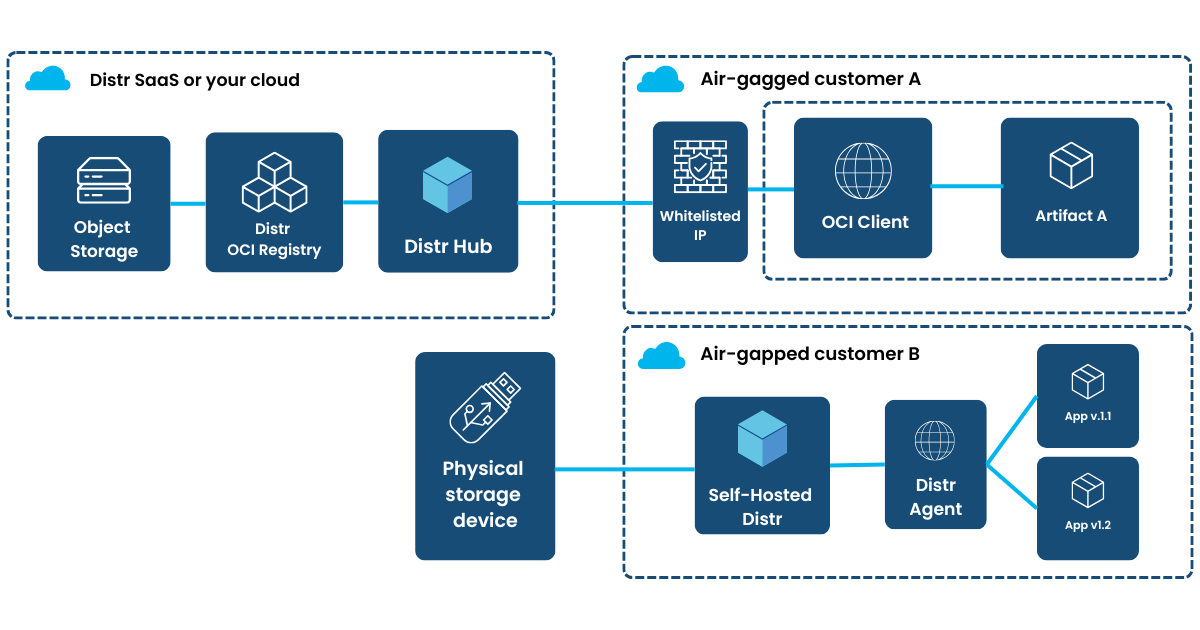 Distr SaaS or your cloud
Object
Storage
Distr
OCI Registry
Distr Hub
Air-gagged customer A
Whitelisted
IP
OCI Client
Artifact A
Physical
storage
device
Air-gapped customer B
Self-Hosted
Distr
Distr
Agent
App v.1.1
App v1.2